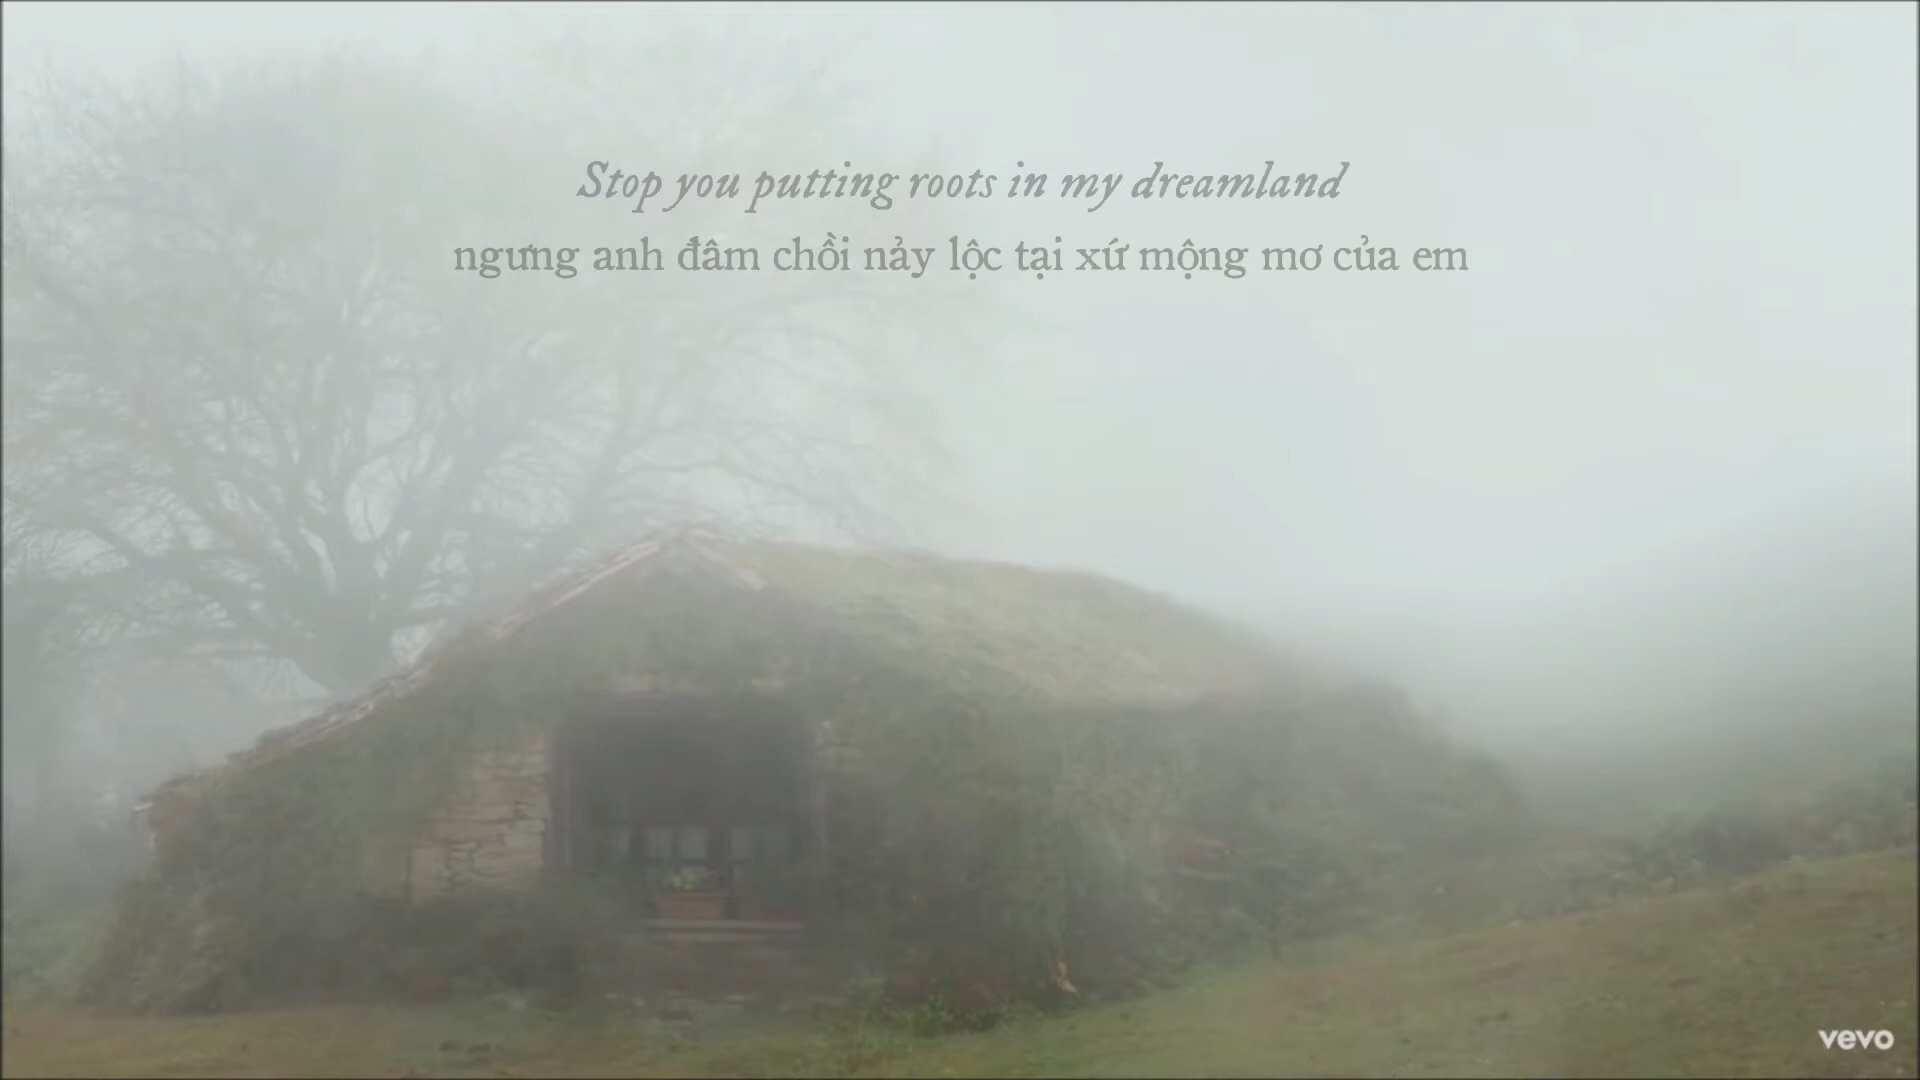 Stop you putting roots in my dreamland
ngưng anh đâm chồi nảy lộc tại xứ mộng mơ của em
vevo